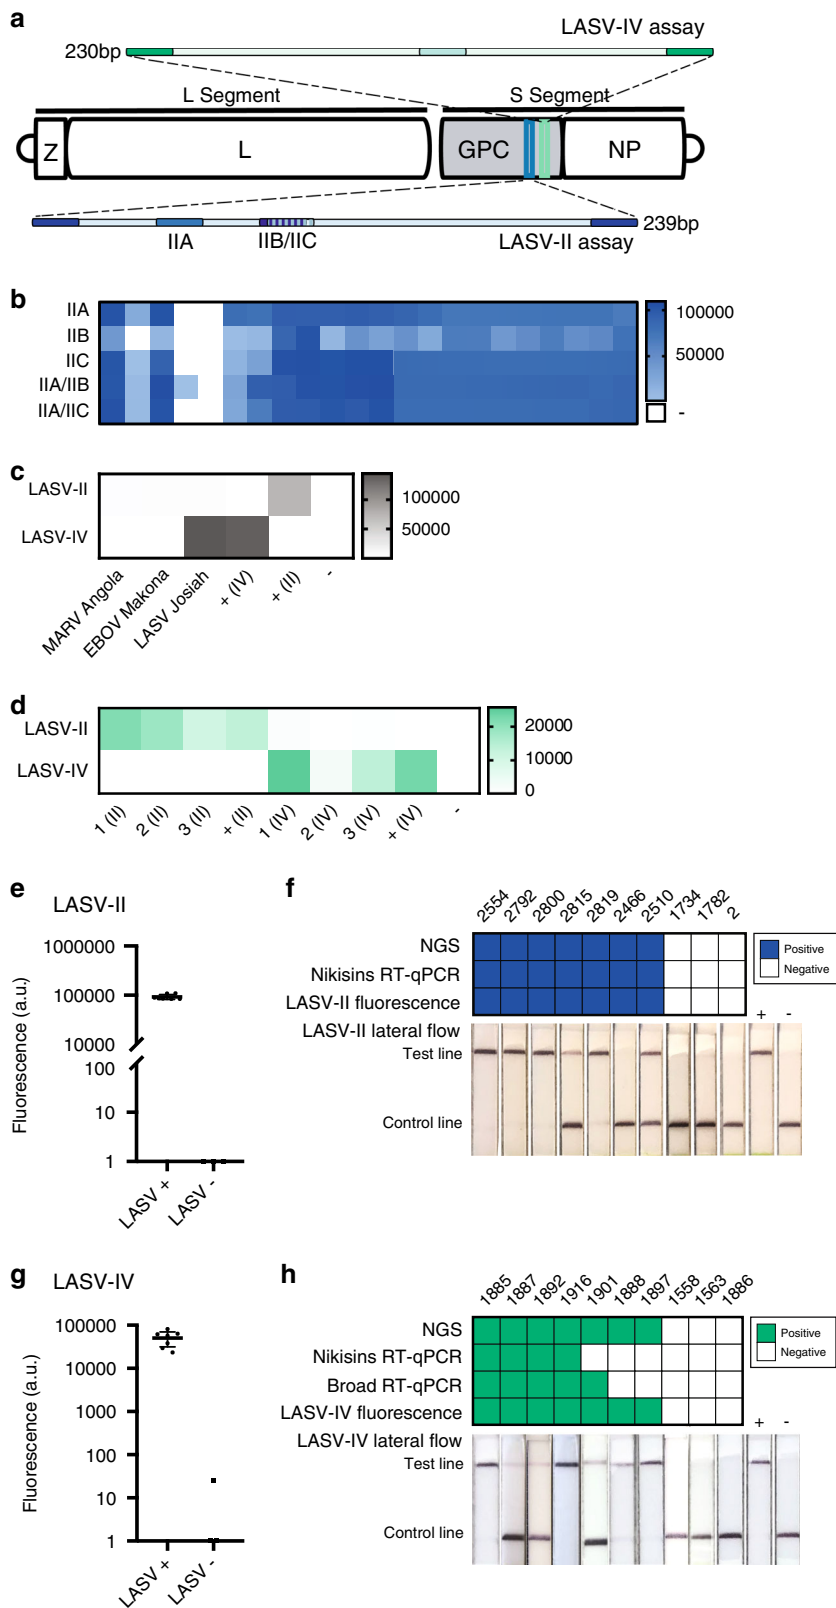 a
LASV-IV assay
230bp
L Segment
S Segment
Z
L
GPC
NP
239bp
IIA
IIB/IIC
LASV-II assay
b
IIA
IIB
IIC
IIA/IIB
IIA/IIC
100000
50000
-
c
LASV-II
LASV-IV
100000
50000
MARV Angola
EBOV Makona
LASV Josiah
+ (IV)
+ (II)
-
d
LASV-II
LASV-IV
20000
10000
0
1 (II)
2 (II)
3 (II)
+ (II)
1 (IV)
2 (IV)
3 (IV)
+ (IV)
-
e
LASV-II
Fluorescence (a.u.)
1000000
100000
10000
100
10
1
LASV +
LASV -
f
2554
2792
2800
2815
2819
2466
2510
1734
1782
2
NGS
Nikisins RT-qPCR
LASV-II fluorescence
Positive
Negative
+ -
LASV-II lateral flow
Test line
Control line
g
LASV-IV
Fluorescence (a.u.)
100000
10000
1000
100
10
1
LASV +
LASV -
h
1885
1887
1892
1916
1901
1888
1897
1558
1563
1886
NGS
Nikisins RT-qPCR
Broad RT-qPCR
LASV-IV fluorescence
Positive
Negative
+ -
LASV-IV lateral flow
Test line
Control line